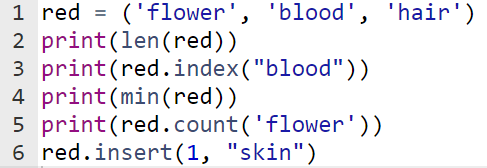 1 red = ('flower', 'blood', 'hair')
2 print(len(red))
3 print(red.index("blood"))
4 print(min(red))
5 print(red.count('flower'))
6 red.insert(1, "skin")